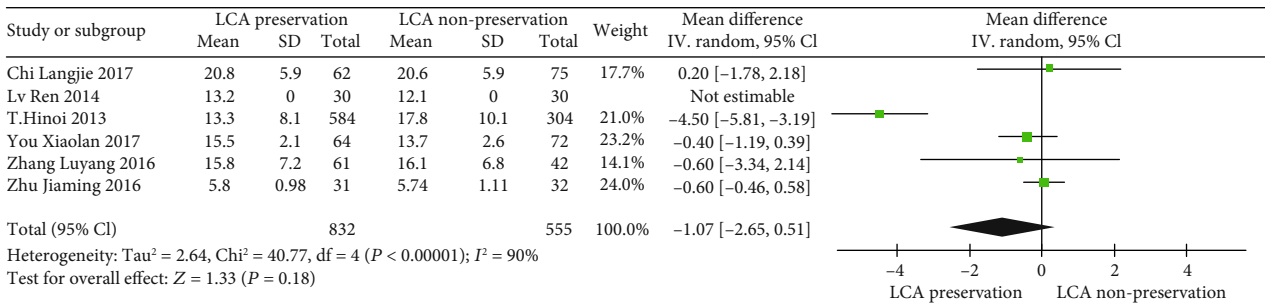 Study or subgroup LCA preservation LCA non-preservation Weight Mean difference Mean difference
Mean SD Total Mean SD Total IV. random, 95% Cl IV. random, 95% Cl
Chi Langjie 2017 20.8 5.9 62 20.6 5.9 75 17.7% 0.20 [−1.78, 2.18]
Lv Ren 2014 13.2 0 30 12.1 0 30 Not estimable
T.Hinoi 2013 13.3 8.1 584 17.8 10.1 304 21.0% −4.50 [−5.81, −3.19]
You Xiaolan 2017 15.5 2.1 64 13.7 2.6 72 23.2% −0.40 [−1.19, 0.39]
Zhang Luyang 2016 15.8 7.2 61 16.1 6.8 42 14.1% −0.60 [−3.34, 2.14]
Zhu Jiaming 2016 5.8 0.98 31 5.74 1.11 32 24.0% −0.60 [−0.46, 0.58]
Total (95% Cl) 832 555 100.0% −1.07 [−2.65, 0.51]
Heterogeneity: Tau² = 2.64, Chi² = 40.77, df = 4 (P < 0.00001); I² = 90%
Test for overall effect: Z = 1.33 (P = 0.18)
−4 −2 0 2 4
LCA preservation LCA non-preservation